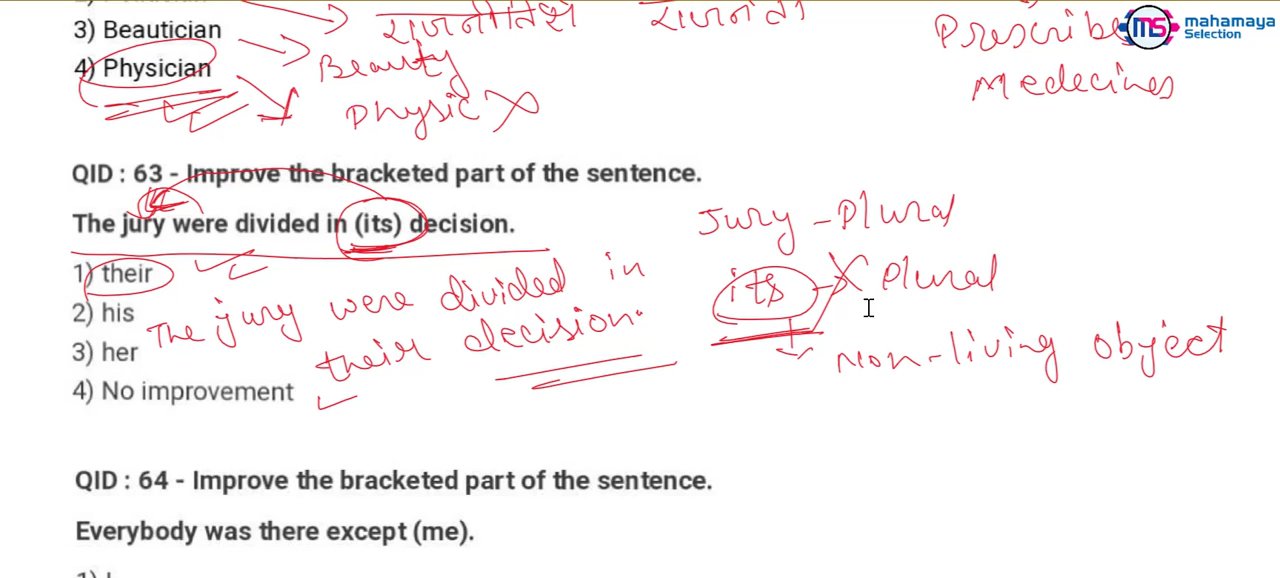 3) Beautician
4) Physician
राजनीतिज्ञ
Beauty
Physic
Prescribe
Medecines
mahamaya
Selection
MS
QID : 63 - Improve the bracketed part of the sentence.
The jury were divided in (its) decision.
1) their
2) his
3) her
4) No improvement
The jury were divided in
their decision.
Jury - Plural
its - Plural
Non-living object
QID : 64 - Improve the bracketed part of the sentence.
Everybody was there except (me).